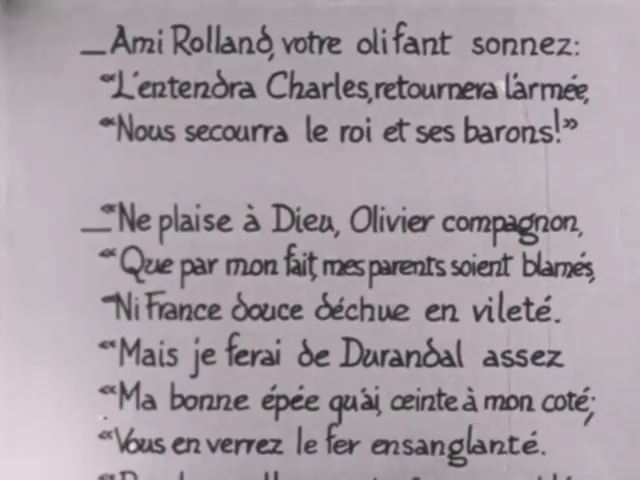 — Ami Rolland, votre olifant sonnez:
“L'entendra Charles, retournera l'armée,
“Nous secourra le roi et ses barons!”
— “Ne plaise à Dieu, Olivier compagnon,
“Que par mon fait, mes parents soient blamés,
“Ni France douce déchue en vileté.
“Mais je ferai de Durandal assez
“Ma bonne épée qu'ai ceinte à mon coté;
“Vous en verrez le fer ensanglanté.